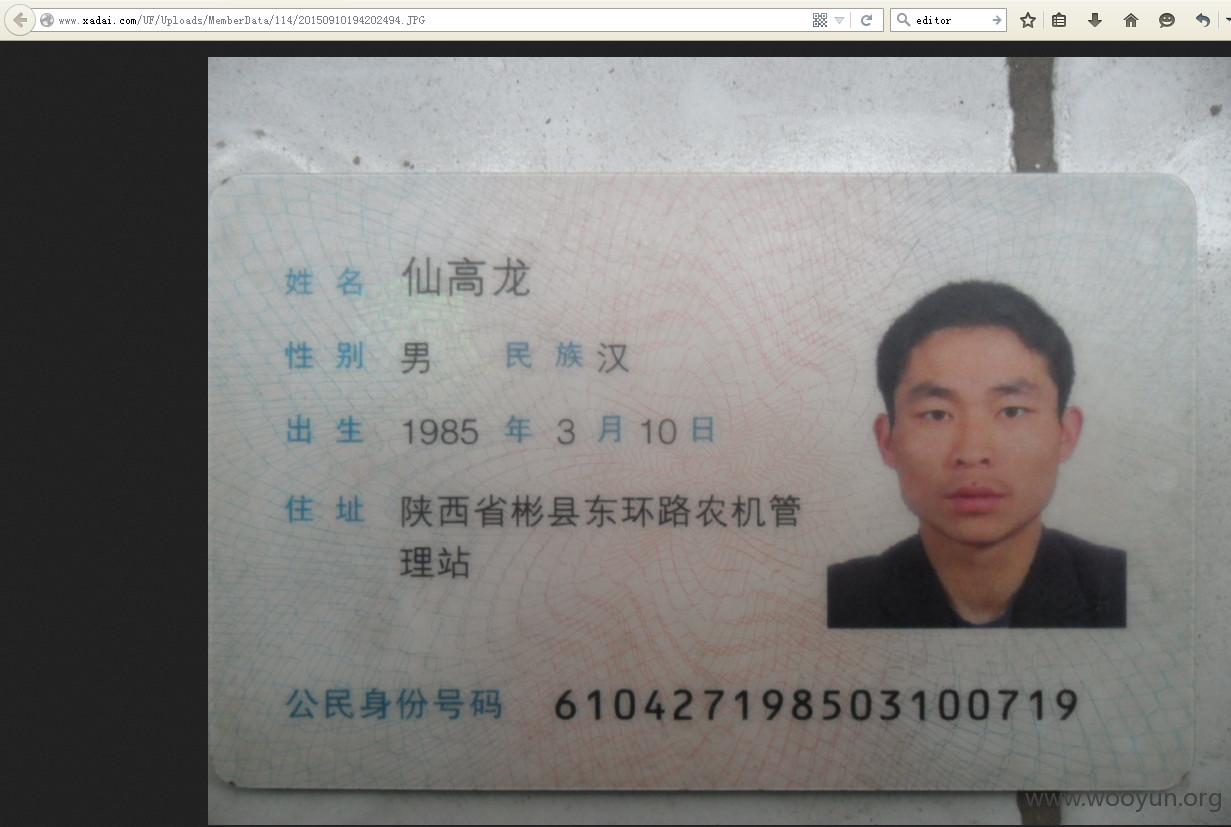 www.xadai.com/UF/Uploads/MemberData/114/20150910194202494.JPG
editor
姓名 仙高龙
性别 男 民族 汉
出生 1985 年 3 月 10 日
住址 陕西省彬县东环路农机管
理站
公民身份号码 610427198503100719
www.wooyun.org